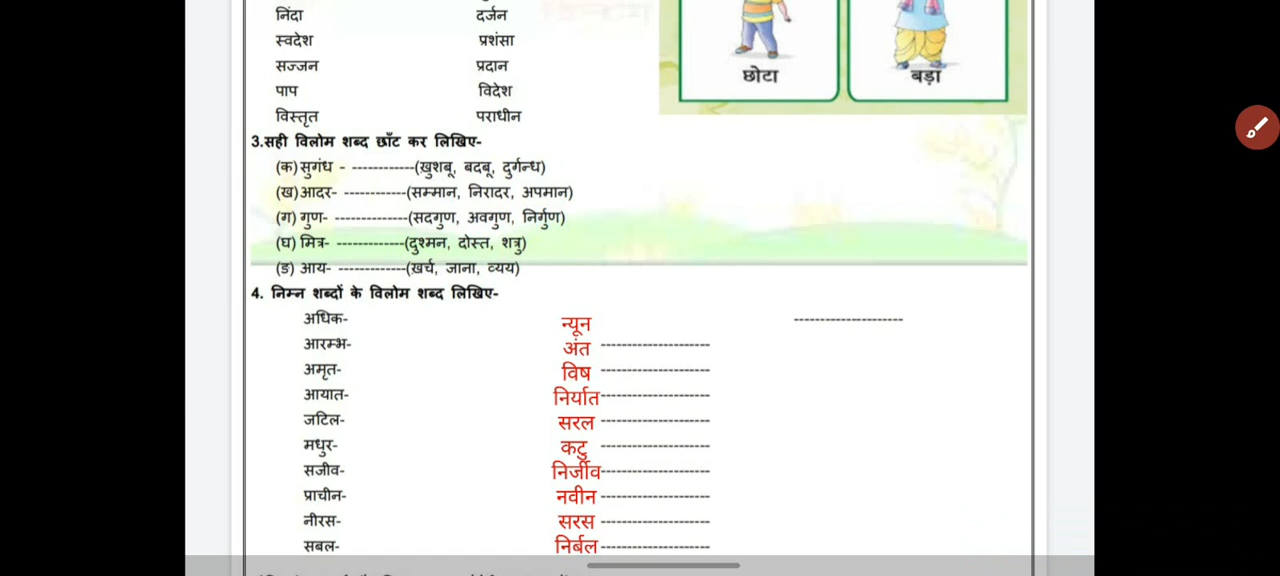 निंदा दर्जन
स्वदेश प्रशंसा
सज्जन प्रदान
पाप विदेश
विस्तृत पराधीन
छोटा बड़ा
3.सही विलोम शब्द छाँट कर लिखिए-
(क)सुगंध - ------------(ख़ुशबू, बदबू, दुर्गन्ध)
(ख)आदर- ------------(सम्मान, निरादर, अपमान)
(ग) गुण- --------------(सदगुण, अवगुण, निर्गुण)
(घ) मित्र- -------------(दुश्मन, दोस्त, शत्रु)
(ङ) आय- -------------(ख़र्च, जाना, व्यय)
4. निम्न शब्दों के विलोम शब्द लिखिए-
अधिक- न्यून ---------------------
आरम्भ- अंत ---------------------
अमृत- विष ---------------------
आयात- निर्यात---------------------
जटिल- सरल ---------------------
मधुर- कटु ---------------------
सजीव- निर्जीव---------------------
प्राचीन- नवीन ---------------------
नीरस- सरस ---------------------
सबल- निर्बल---------------------